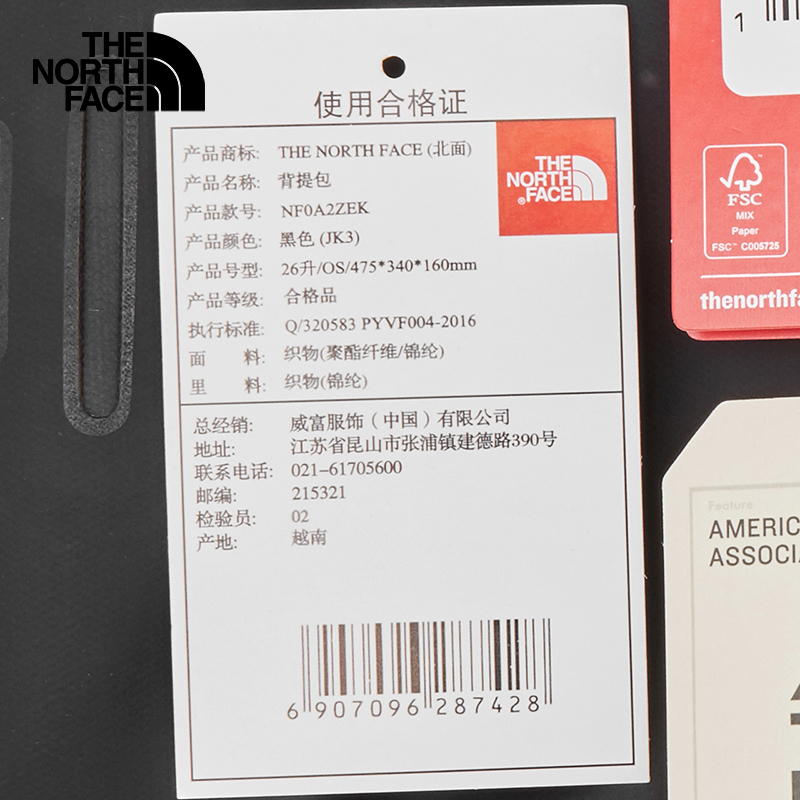 THE
NORTH
FACE
使用合格证
产品商标: THE NORTH FACE (北面)
产品名称: 背提包
产品款号: NF0A2ZEK
产品颜色: 黑色 (JK3)
产品号型: 26升/OS/475*340*160mm
产品等级: 合格品
执行标准: Q/320583 PYVF004-2016
面 料: 织物(聚酯纤维/锦纶)
里 料: 织物(锦纶)
THE
NORTH
FACE
总经销: 威富服饰（中国）有限公司
地址: 江苏省昆山市张浦镇建德路390号
联系电话: 021-61705600
邮编: 215321
检验员: 02
产地: 越南
6 907096 287428
1
FSC
MIX
Paper
FSC™ C005725
thenorthfa
Feature
AMERIC
ASSOCI